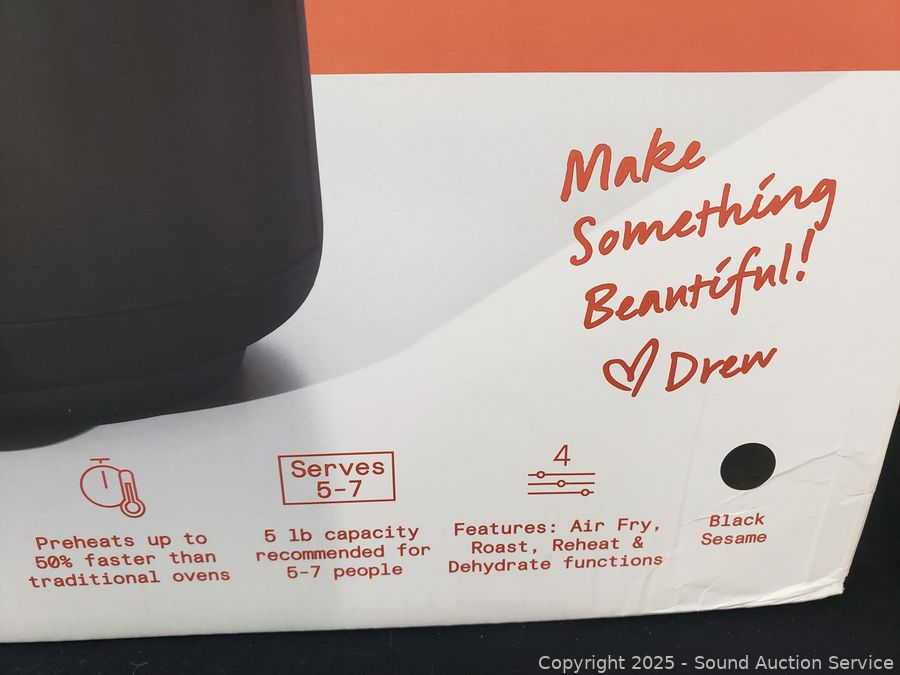 Make
Something
Beautiful!
♡ Drew
Preheats up to
50% faster than
traditional ovens
Serves
5-7
5 lb capacity
recommended for
5-7 people
4
Features: Air Fry,
Roast, Reheat &
Dehydrate functions
Black
Sesame
Copyright 2025 - Sound Auction Service